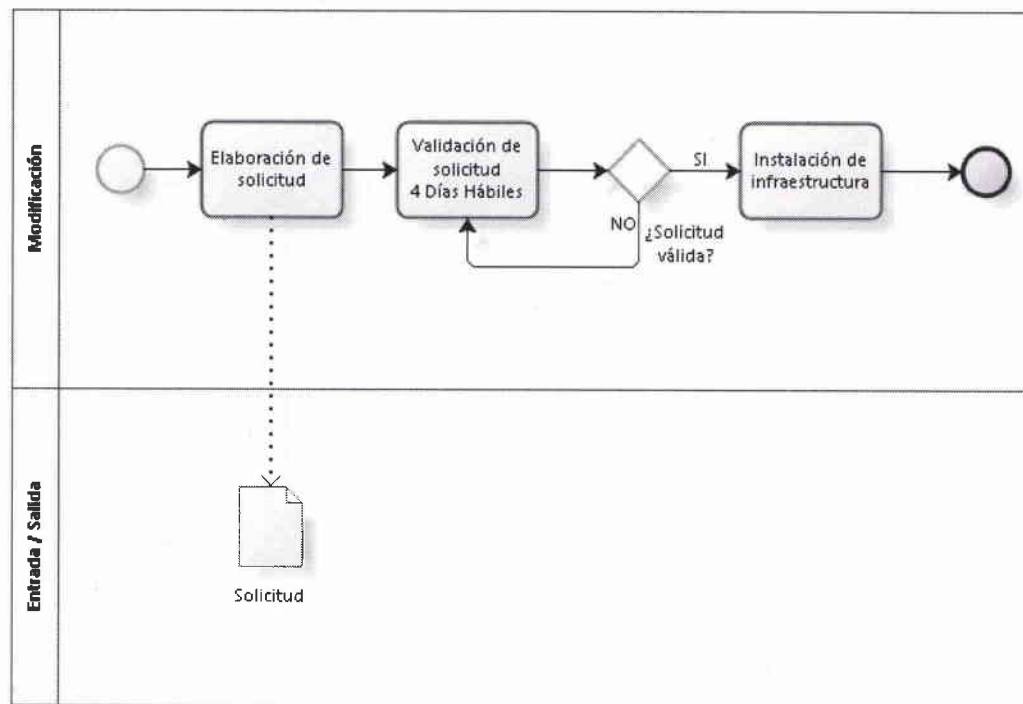 Modificación
Elaboración de
solicitud
Validación de
solicitud
4 Días Hábiles
SI
NO
¿Solicitud
válida?
Instalación de
infraestructura
Entrada / Salida
Solicitud